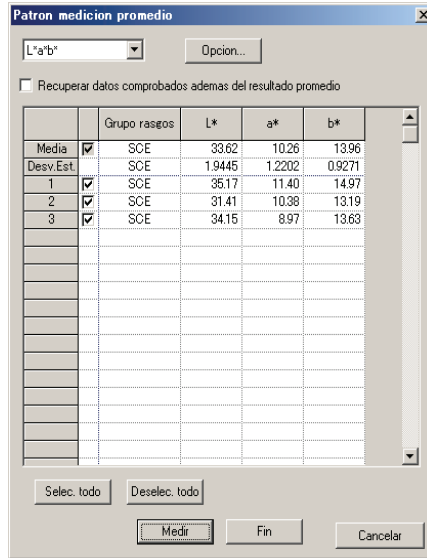 Patron medicion promedio
L*a*b* Opcion...
Recuperar datos comprobados ademas del resultado promedio
Grupo rasgos L* a* b*
Media SCE 33.62 10.26 13.96
Desv.Est. SCE 1.9445 1.2202 0.9271
1 SCE 35.17 11.40 14.97
2 SCE 31.41 10.38 13.19
3 SCE 34.15 8.97 13.63
Selec. todo Deselec. todo
Medir Fin Cancelar